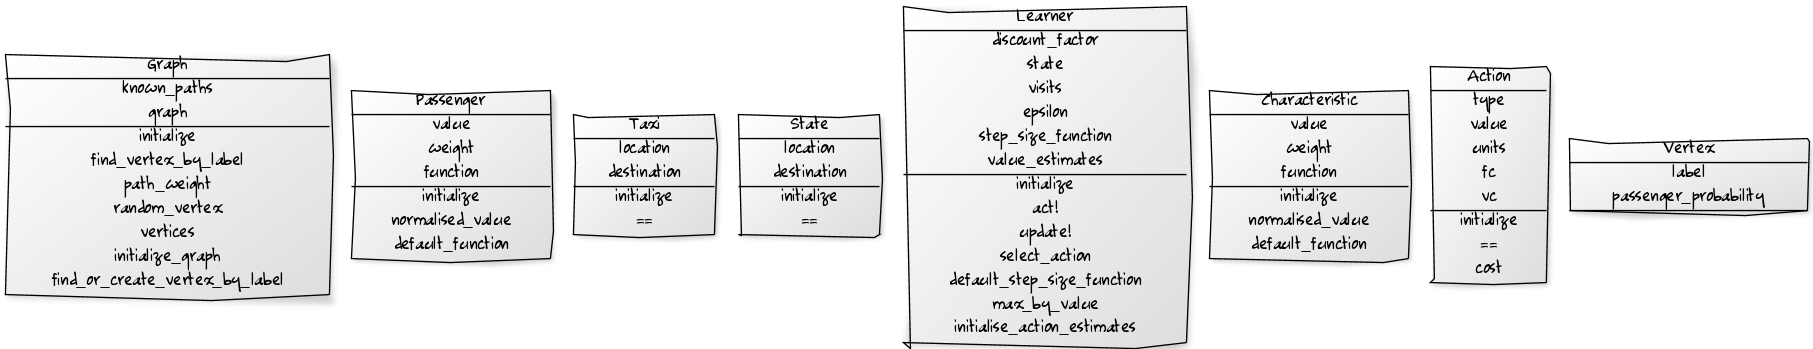 Graph
known_paths
graph
initialize
find_vertex_by_label
path_weight
random_vertex
vertices
initialize_graph
find_or_create_vertex_by_label
Passenger
value
weight
function
initialize
normalised_value
default_function
Taxi
location
destination
initialize
==
State
location
destination
initialize
==
Learner
discount_factor
state
visits
epsilon
step_size_function
value_estimates
initialize
act!
update!
select_action
default_step_size_function
max_by_value
initialise_action_estimates
Characteristic
value
weight
function
initialize
normalised_value
default_function
Action
type
value
units
fc
vc
initialize
==
cost
Vertex
label
passenger_probability